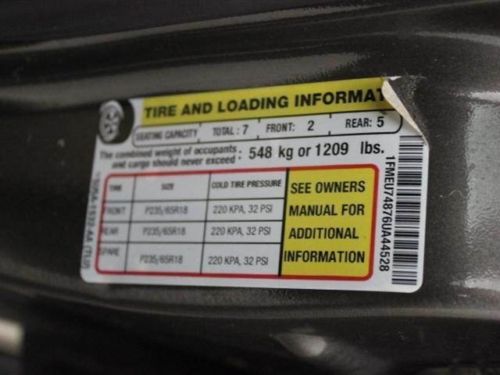 TIRE AND LOADING INFORMAT
SEATING CAPACITY TOTAL : 7 FRONT: 2 REAR: 5
The combined weight of occupants
and cargo should never exceed : 548 kg or 1209 lbs.
TIRE SIZE COLD TIRE PRESSURE
FRONT P235/65R18 220 KPA, 32 PSI
REAR P235/65R18 220 KPA, 32 PSI
SPARE P235/65R18 220 KPA, 32 PSI
SEE OWNERS
MANUAL FOR
ADDITIONAL
INFORMATION
1FMEU74876UA44528